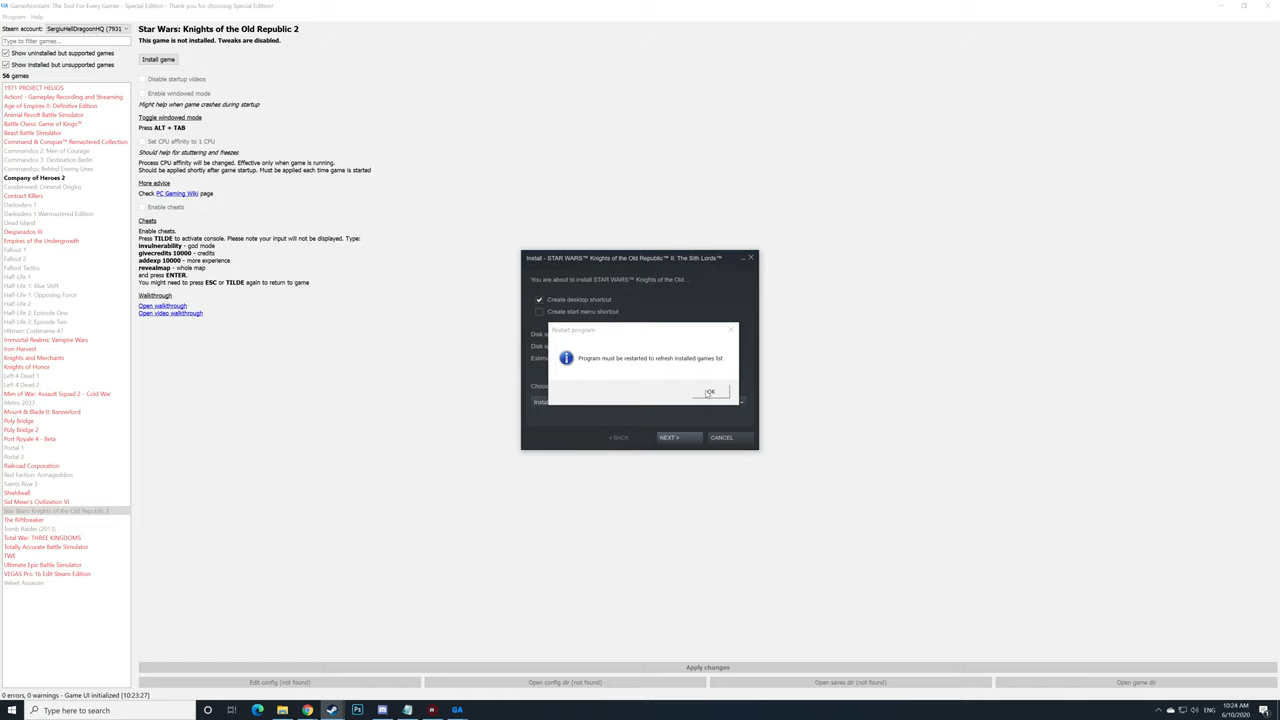 GameAssistant: The Tool For Every Gamer - Special Edition - Thank you for choosing Special Edition!
Program Help
Steam account: SergiuHellDragoonHQ (7931
Type to filter games...
Show uninstalled but supported games
Show installed but unsupported games
56 games
1971 PROJECT HELIOS
Action! - Gameplay Recording and Streaming
Age of Empires II: Definitive Edition
Animal Revolt Battle Simulator
Battle Chess: Game of Kings™
Beast Battle Simulator
Command & Conquer™ Remastered Collection
Commandos 2: Men of Courage
Commandos 3: Destination Berlin
Commandos: Behind Enemy Lines
Company of Heroes 2
Condemned: Criminal Origins
Contract Killers
Darksiders 1
Darksiders 1 Warmastered Edition
Dead Island
Desperados III
Empires of the Undergrowth
Fallout 1
Fallout 2
Fallout Tactics
Half-Life 1
Half-Life 1: Blue Shift
Half-Life 1: Opposing Force
Half-Life 2
Half-Life 2: Episode One
Half-Life 2: Episode Two
Hitman: Codename 47
Immortal Realms: Vampire Wars
Iron Harvest
Knights and Merchants
Knights of Honor
Left 4 Dead 1
Left 4 Dead 2
Men of War: Assault Squad 2 - Cold War
Metro 2033
Mount & Blade II: Bannerlord
Poly Bridge
Poly Bridge 2
Port Royale 4 - Beta
Portal 1
Portal 2
Railroad Corporation
Red Faction: Armageddon
Saints Row 3
Shieldwall
Sid Meier's Civilization VI
Star Wars: Knights of the Old Republic 2
The Riftbreaker
Tomb Raider (2013)
Total War: THREE KINGDOMS
Totally Accurate Battle Simulator
TWE
Ultimate Epic Battle Simulator
VEGAS Pro 16 Edit Steam Edition
Velvet Assassin
Star Wars: Knights of the Old Republic 2
This game is not installed. Tweaks are disabled.
Install game
Disable startup videos
Enable windowed mode
Might help when game crashes during startup
Toggle windowed mode
Press ALT + TAB
Set CPU affinity to 1 CPU
Should help for stuttering and freezes
Process CPU affinity will be changed. Effective only when game is running.
Should be applied shortly after game startup. Must be applied each time game is started
More advice
Check PC Gaming Wiki page
Enable cheats
Cheats
Enable cheats.
Press TILDE to activate console. Please note your input will not be displayed. Type:
invulnerability - god mode
givecredits 10000 - credits
addexp 10000 - more experience
revealmap - whole map
and press ENTER.
You might need to press ESC or TILDE again to return to game
Walkthrough
Open walkthrough
Open video walkthrough
Install - STAR WARS™ Knights of the Old Republic™ II: The Sith Lords™
You are about to install STAR WARS™ Knights of the Old ...
Create desktop shortcut
Create start menu shortcut
Disk s
Disk s
Estima
Choos
Instal
Restart program
Program must be restarted to refresh installed games list
OK
< BACK NEXT > CANCEL
Apply changes
Edit config (not found) Open config dir (not found) Open saves dir (not found) Open game dir
0 errors, 0 warnings - Game UI initialized [10:23:27]
Type here to search
ENG
10:24 AM
6/10/2020